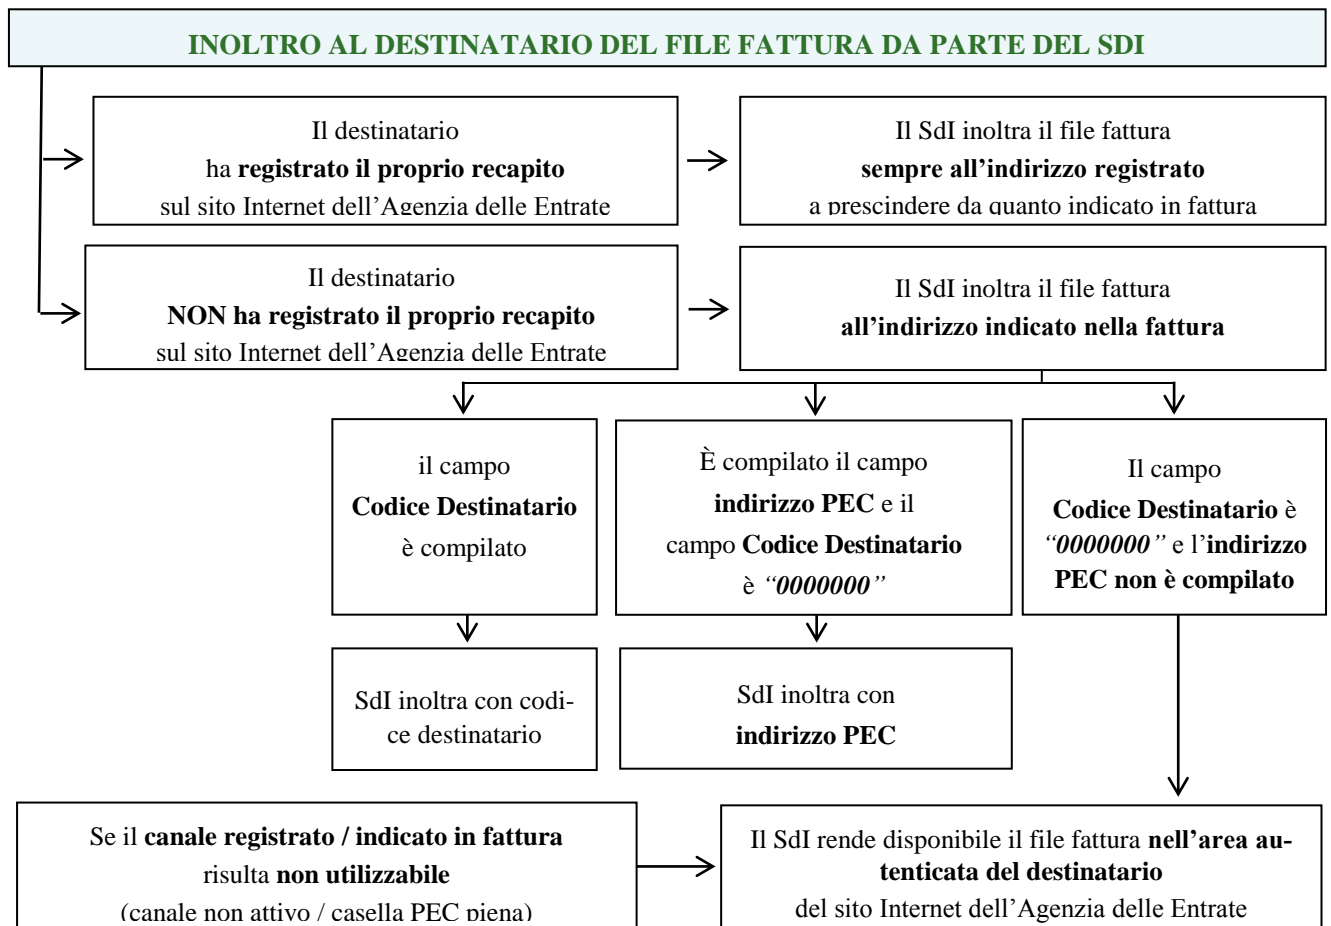 INOLTRO AL DESTINATARIO DEL FILE FATTURA DA PARTE DEL SDI
Il destinatario
ha registrato il proprio recapito
sul sito Internet dell’Agenzia delle Entrate
Il SdI inoltra il file fattura
sempre all’indirizzo registrato
a prescindere da quanto indicato in fattura
Il destinatario
NON ha registrato il proprio recapito
sul sito Internet dell’Agenzia delle Entrate
Il SdI inoltra il file fattura
all’indirizzo indicato nella fattura
il campo
Codice Destinatario
è compilato
È compilato il campo
indirizzo PEC e il
campo Codice Destinatario
è “0000000”
Il campo
Codice Destinatario è
“0000000” e l’indirizzo
PEC non è compilato
SdI inoltra con codi-
ce destinatario
SdI inoltra con
indirizzo PEC
Se il canale registrato / indicato in fattura
risulta non utilizzabile
(canale non attivo / casella PEC piena)
Il SdI rende disponibile il file fattura nell’area au-
tenticata del destinatario
del sito Internet dell’Agenzia delle Entrate